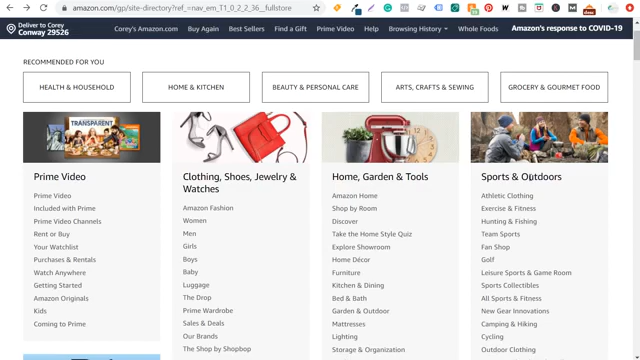 amazon.com/gp/site-directory?ref_=nav_em_T1_0_2_2_36__fullstore
Deliver to Corey
Conway 29526
Corey's Amazon.com Buy Again Best Sellers Find a Gift Prime Video Help Browsing History Whole Foods
Amazon's response to COVID-19
RECOMMENDED FOR YOU
HEALTH & HOUSEHOLD
HOME & KITCHEN
BEAUTY & PERSONAL CARE
ARTS, CRAFTS & SEWING
GROCERY & GOURMET FOOD
TRANSPARENT
Prime Video
Prime Video
Included with Prime
Prime Video Channels
Rent or Buy
Your Watchlist
Purchases & Rentals
Watch Anywhere
Getting Started
Amazon Originals
Kids
Coming to Prime
Clothing, Shoes, Jewelry &
Watches
Amazon Fashion
Women
Men
Girls
Boys
Baby
Luggage
The Drop
Prime Wardrobe
Sales & Deals
Our Brands
The Shop by Shopbop
Home, Garden & Tools
Amazon Home
Shop by Room
Discover
Take the Home Style Quiz
Explore Showroom
Home Décor
Furniture
Kitchen & Dining
Bed & Bath
Garden & Outdoor
Mattresses
Lighting
Storage & Organization
Sports & Outdoors
Athletic Clothing
Exercise & Fitness
Hunting & Fishing
Team Sports
Fan Shop
Golf
Leisure Sports & Game Room
Sports Collectibles
All Sports & Fitness
New Gear Innovations
Camping & Hiking
Cycling
Outdoor Clothing